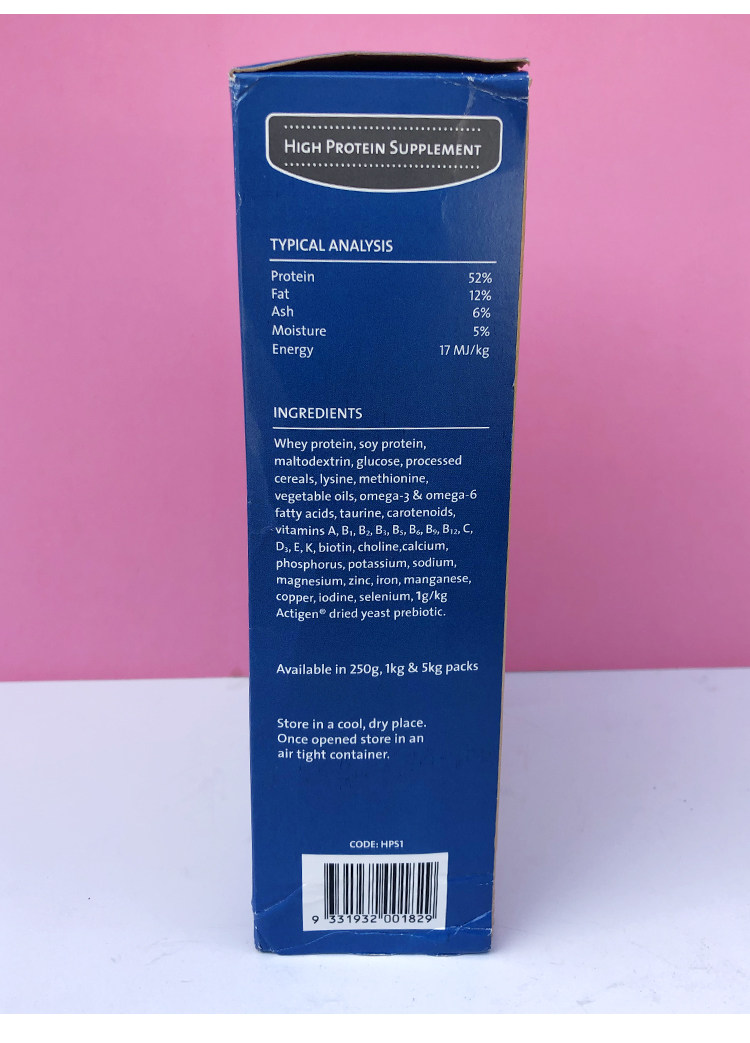 HIGH PROTEIN SUPPLEMENT
TYPICAL ANALYSIS
Protein 52%
Fat 12%
Ash 6%
Moisture 5%
Energy 17 MJ/kg
INGREDIENTS
Whey protein, soy protein,
maltodextrin, glucose, processed
cereals, lysine, methionine,
vegetable oils, omega-3 & omega-6
fatty acids, taurine, carotenoids,
vitamins A, B₁, B₂, B₃, B₅, B₆, B₉, B₁₂, C,
D₃, E, K, biotin, choline,calcium,
phosphorus, potassium, sodium,
magnesium, zinc, iron, manganese,
copper, iodine, selenium, 1g/kg
Actigen® dried yeast prebiotic.
Available in 250g, 1kg & 5kg packs
Store in a cool, dry place.
Once opened store in an
air tight container.
CODE: HPS1
9 331932 001829